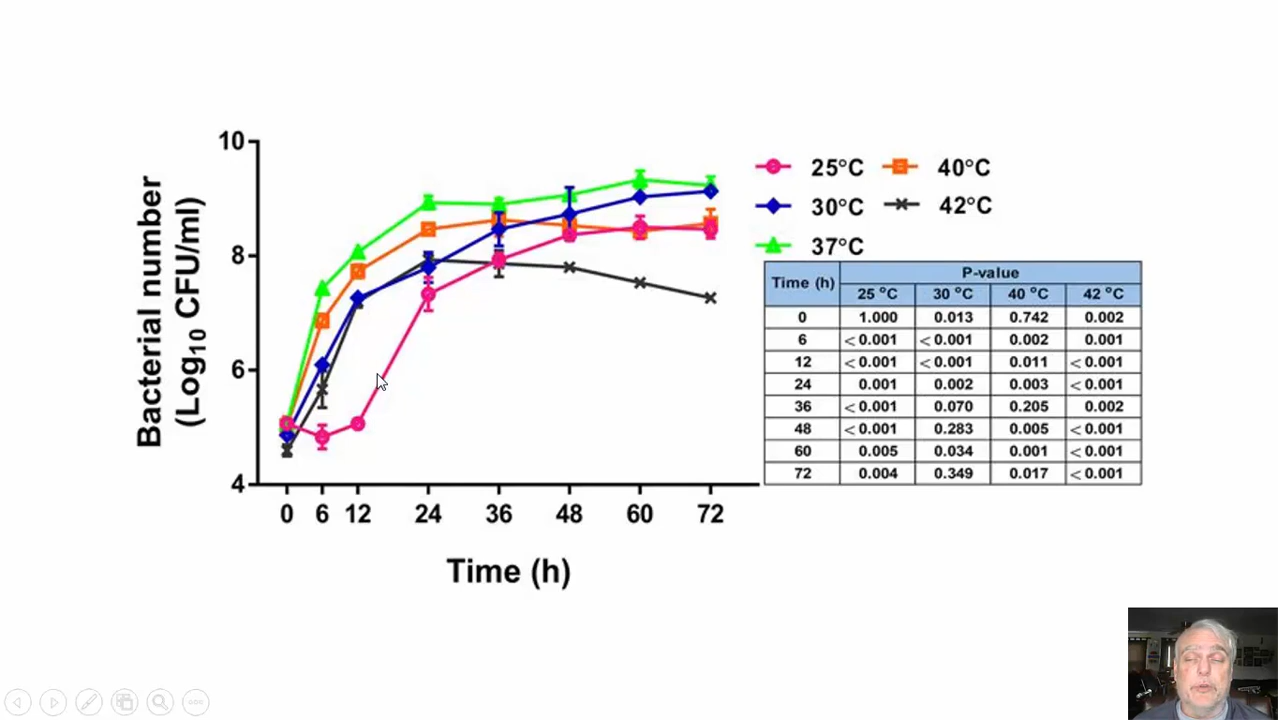 10
8
6
4
Bacterial number
(Log10 CFU/ml)
0 6 12 24 36 48 60 72
Time (h)
25°C 40°C
30°C 42°C
37°C
Time (h) P-value
25 °C 30 °C 40 °C 42 °C
0 1.000 0.013 0.742 0.002
6 < 0.001 < 0.001 0.002 0.001
12 < 0.001 < 0.001 0.011 < 0.001
24 0.001 0.002 0.003 < 0.001
36 < 0.001 0.070 0.205 0.002
48 < 0.001 0.283 0.005 < 0.001
60 0.005 0.034 0.001 < 0.001
72 0.004 0.349 0.017 < 0.001